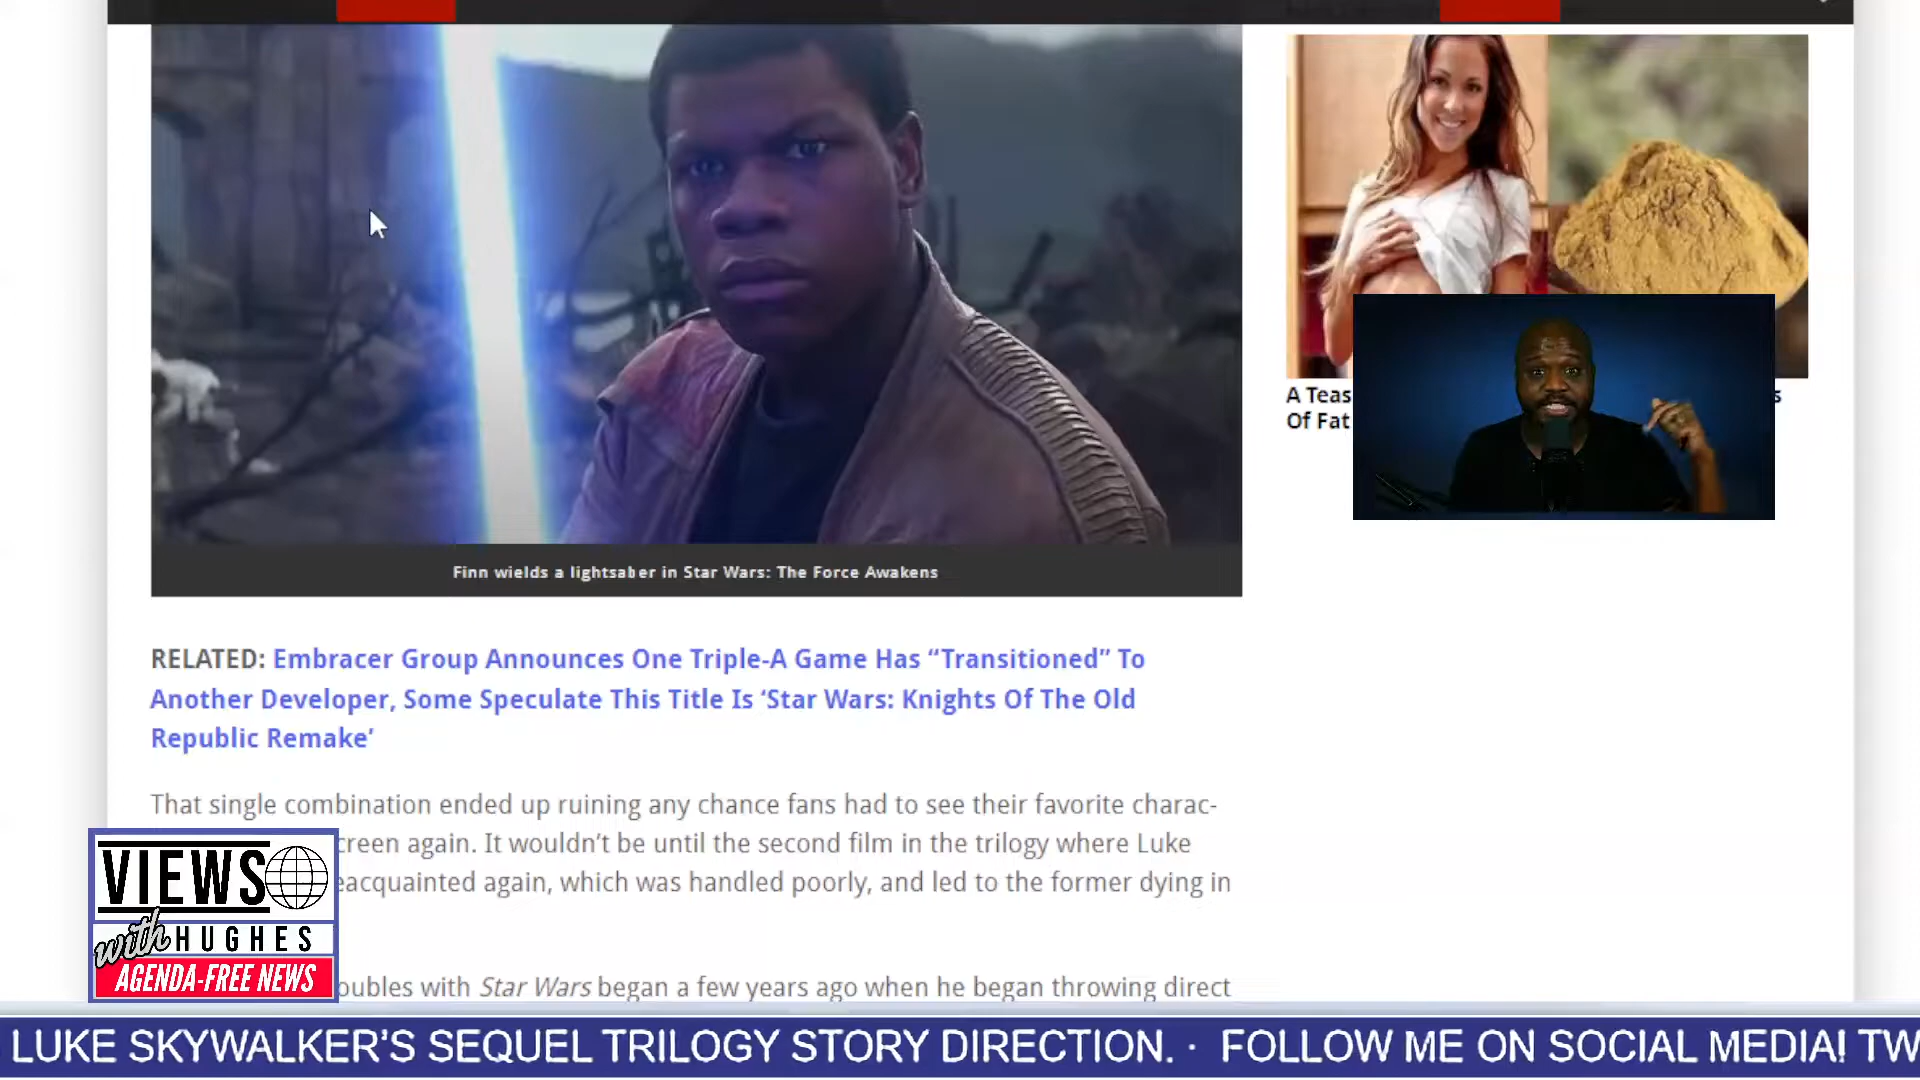 A Teas
s
Of Fat
Finn wields a lightsaber in Star Wars: The Force Awakens
RELATED: Embracer Group Announces One Triple-A Game Has “Transitioned” To
Another Developer, Some Speculate This Title Is ‘Star Wars: Knights Of The Old
Republic Remake’
That single combination ended up ruining any chance fans had to see their favorite charac-
creen again. It wouldn’t be until the second film in the trilogy where Luke
eacquainted again, which was handled poorly, and led to the former dying in
oubles with Star Wars began a few years ago when he began throwing direct
VIEWS
with HUGHES
AGENDA-FREE NEWS
LUKE SKYWALKER’S SEQUEL TRILOGY STORY DIRECTION. · FOLLOW ME ON SOCIAL MEDIA! TW